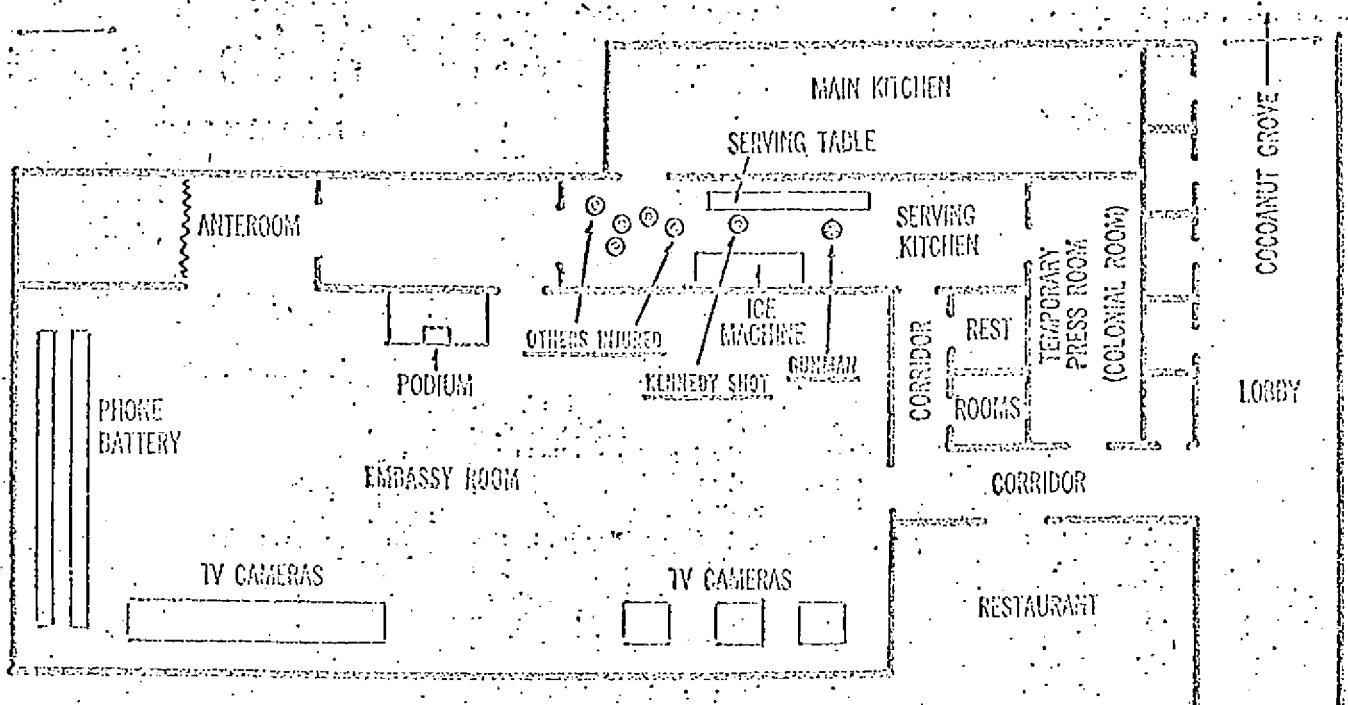 MAIN KITCHEN
SERVING TABLE
COCOANUT GROVE
ANTEROOM
SERVING
KITCHEN
TEMPORARY
PRESS ROOM
(COLONIAL ROOM)
OTHERS INJURED
ICE
MACHINE
KENNEDY SHOT
GUNMAN
PODIUM
CORRIDOR
REST
ROOMS
LOBBY
PHONE
BATTERY
EMBASSY ROOM
CORRIDOR
TV CAMERAS
TV CAMERAS
RESTAURANT